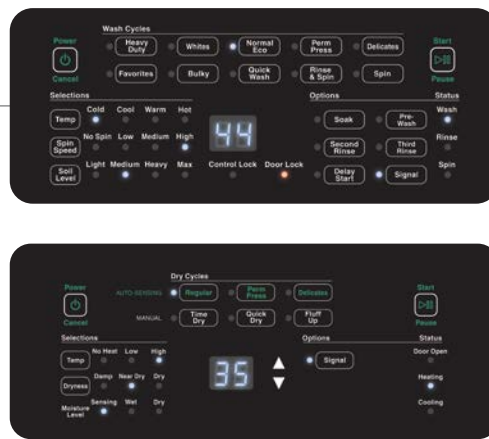 Wash Cycles
Power Heavy Duty Whites Normal Eco Perm Press Delicates Start
Cancel Favorites Bulky Quick Wash Rinse & Spin Spin Pause
Selections Options Status
Temp Cold Cool Warm Hot Soak Pre-Wash Wash
Spin Speed No Spin Low Medium High 44 Second Rinse Third Rinse Rinse
Soil Level Light Medium Heavy Max Control Lock Door Lock Delay Start Signal Spin
Dry Cycles
Power AUTO-SENSING Regular Perm Press Delicates Start
Cancel MANUAL Time Dry Quick Dry Fluff Up Pause
Selections Options Status
Temp No Heat Low High Signal Door Open
Dryness Damp Near Dry Dry 35 Heating
Moisture Level Sensing Wet Dry Cooling